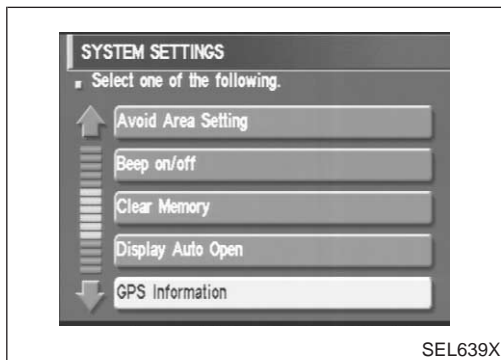 SYSTEM SETTINGS
Select one of the following.
Avoid Area Setting
Beep on/off
Clear Memory
Display Auto Open
GPS Information
SEL639X